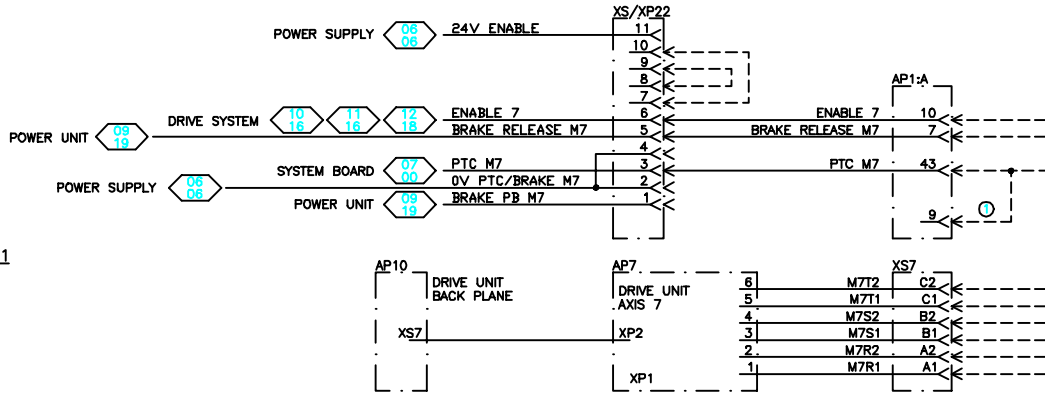 XS/XP22
POWER SUPPLY 06 06 24V ENABLE 11
10
9
8
7
AP1:A
DRIVE SYSTEM 10 16 11 16 12 18 ENABLE 7 6 ENABLE 7 10
POWER UNIT 09 19 BRAKE RELEASE M7 5 BRAKE RELEASE M7 7
4
SYSTEM BOARD 07 00 PTC M7 3 PTC M7 43
POWER SUPPLY 06 06 0V PTC/BRAKE M7 2
POWER UNIT 09 19 BRAKE PB M7 1
9 1
1
AP10 AP7 XS7
DRIVE UNIT
BACK PLANE
DRIVE UNIT
AXIS 7
6 M7T2 C2
5 M7T1 C1
4 M7S2 B2
XS7 XP2 3 M7S1 B1
2 M7R2 A2
XP1 1 M7R1 A1